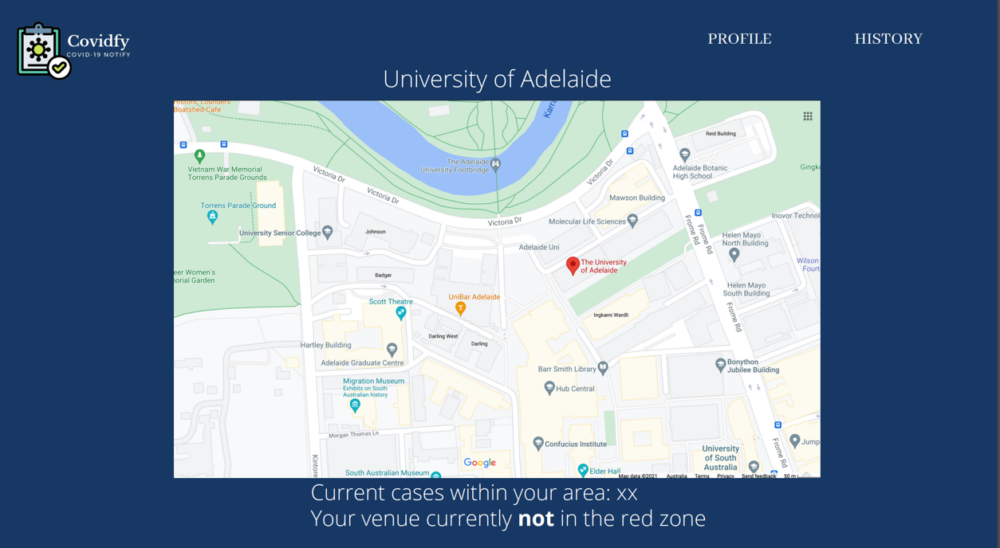 Covidfy
COVID-19 NOTIFY
PROFILE
HISTORY
University of Adelaide
Boatshed Cafe
Karra
Reid Building
The Adelaide
University Footbridge
Vietnam War Memorial
Torrens Parade Grounds
Victoria Dr
Victoria Dr
Victoria Dr
Victoria Dr
Adelaide Botanic
High School
Gingko
Torrens Parade Ground
Mawson Building
University Senior College
Johnson
Molecular Life Sciences
Inovor Technol
Frome Rd
Frome Rd
Helen Mayo
North Building
Adelaide Uni
The University
of Adelaide
Wilson
Fourt
eer Women's
orial Garden
Badger
Helen Mayo
South Building
Scott Theatre
UniBar Adelaide
Ingkarni Wardli
Frome Rd
Darling West
Darling
Hartley Building
Adelaide Graduate Centre
Barr Smith Library
Bonython
Jubilee Building
Migration Museum
Exhibits on South
Australian history
Hub Central
Morgan Thomas Ln
Confucius Institute
Jump
Frome Rd
Kintore
University
of South
Australia
Google
South Australian Museum
Elder Hall
Map data ©2021
Australia
Terms
Privacy
Send feedback
50 m
Current cases within your area: xx
Your venue currently not in the red zone